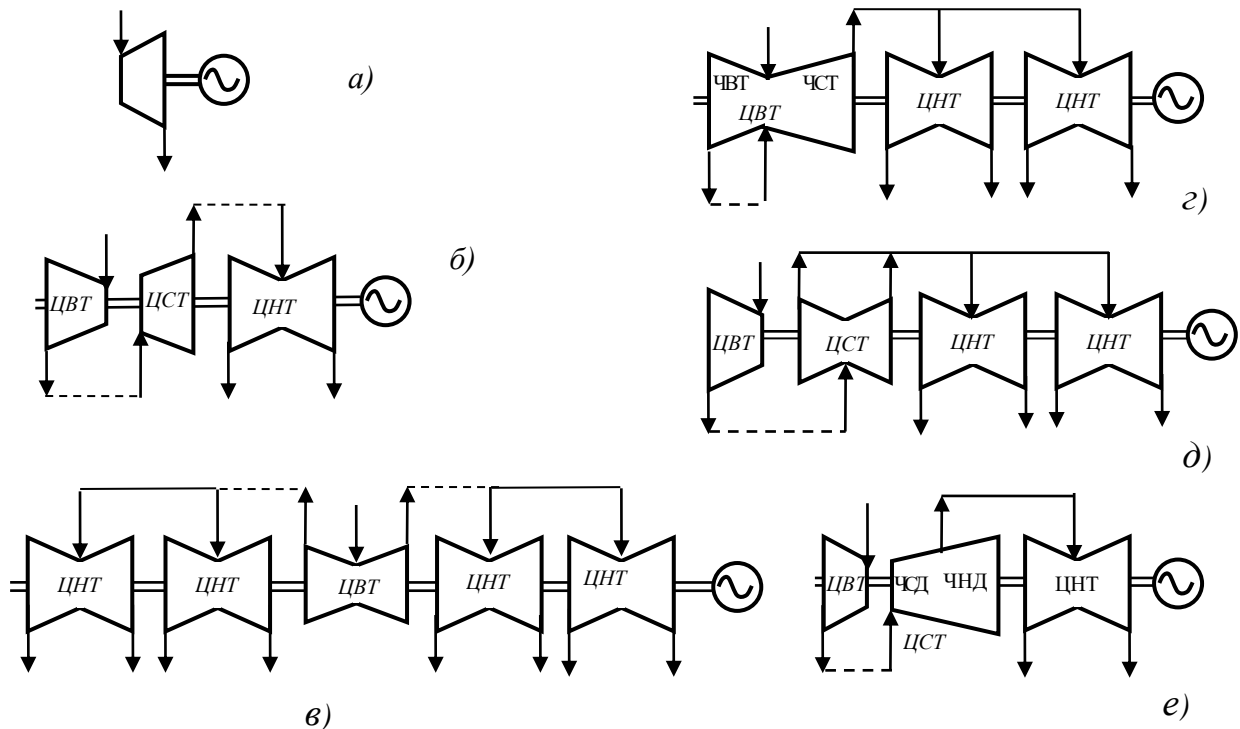 а)
ЧВТ ЧСТ
ЦВТ
ЦНТ ЦНТ
г)
б)
ЦВТ ЦСТ ЦНТ
ЦВТ ЦСТ ЦНТ ЦНТ
д)
ЦНТ ЦНТ ЦВТ ЦНТ ЦНТ
в)
ЦВТ ЧСД ЧНД ЦНТ
ЦСТ
е)